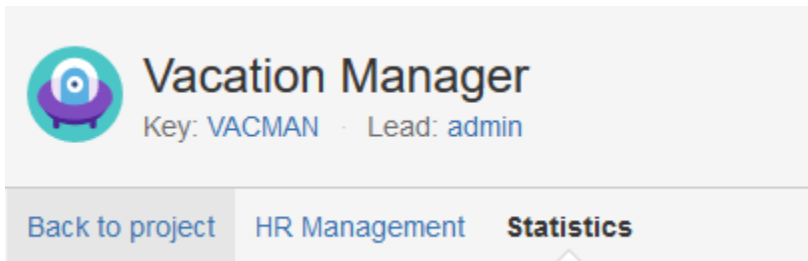 Vacation Manager
Key: VACMAN · Lead: admin
Back to project HR Management Statistics